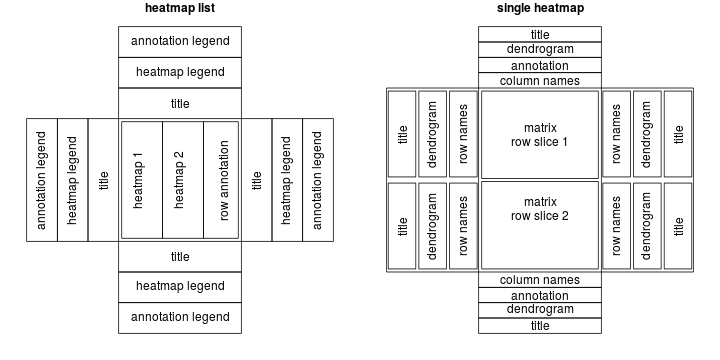 heatmap list
annotation legend
heatmap legend
title
annotation legend
heatmap legend
title
heatmap 1
heatmap 2
row annotation
title
heatmap legend
annotation legend
title
heatmap legend
annotation legend
single heatmap
title
dendrogram
annotation
column names
title
dendrogram
row names
matrix
row slice 1
row names
dendrogram
title
title
dendrogram
row names
matrix
row slice 2
row names
dendrogram
title
column names
annotation
dendrogram
title